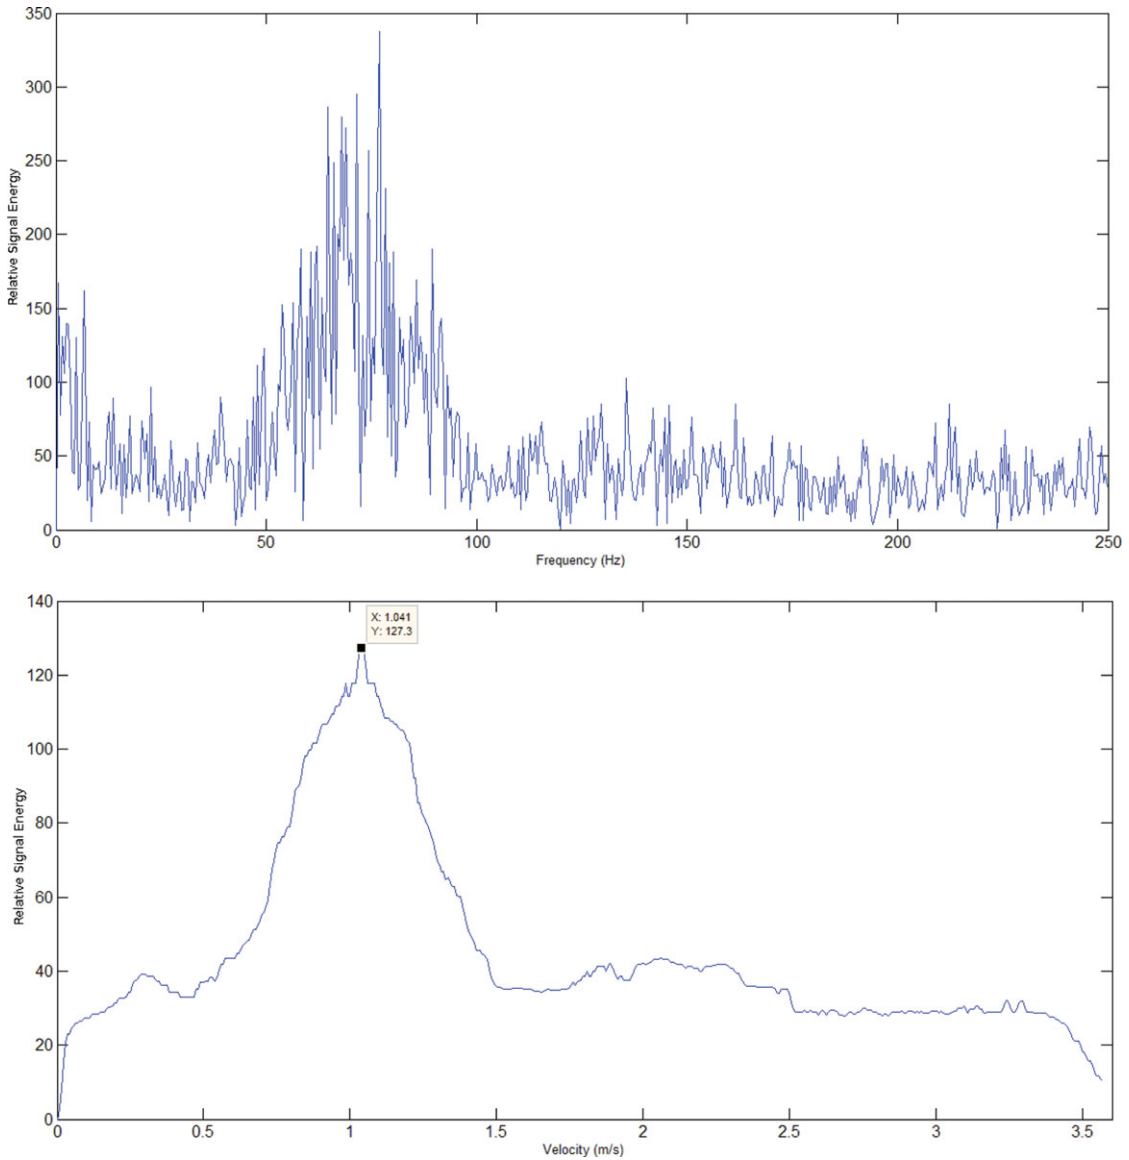 350
300
250
200
150
100
50
0
Relative Signal Energy
0 50 100 150 200 250
Frequency (Hz)
140
120
100
80
60
40
20
0
Relative Signal Energy
X: 1.041
Y: 127.3
0 0.5 1 1.5 2 2.5 3 3.5
Velocity (m/s)